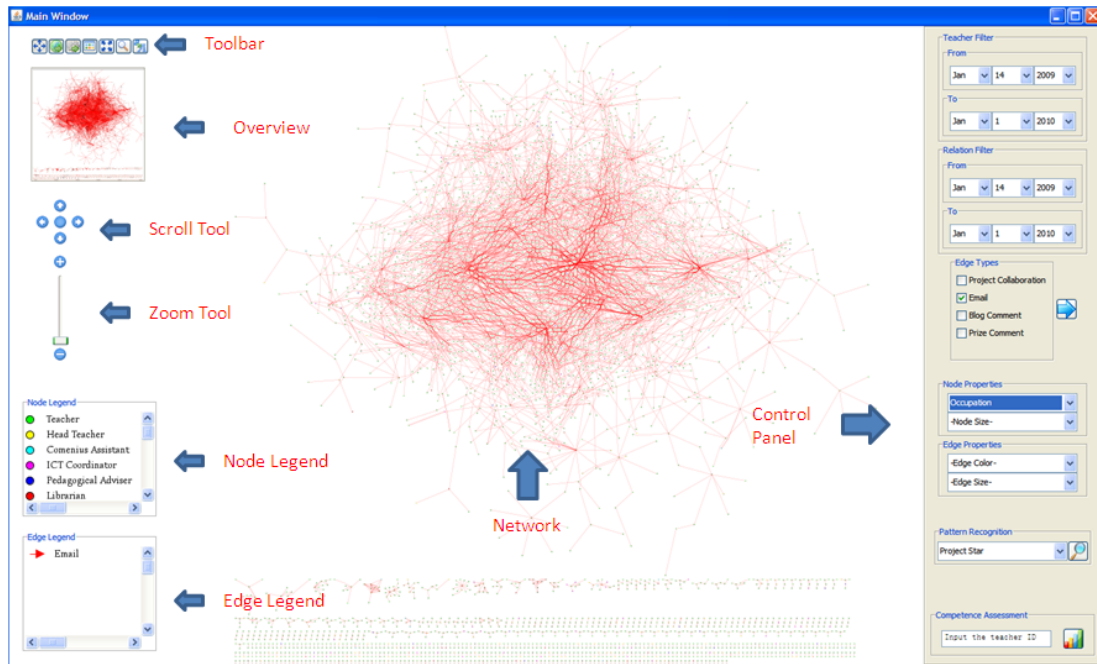 Main Window
Toolbar
Overview
Scroll Tool
Zoom Tool
Node Legend
Teacher
Head Teacher
Comenius Assistant
ICT Coordinator
Pedagogical Adviser
Librarian
Node Legend
Edge Legend
Email
Edge Legend
Network
Control
Panel
Teacher Filter
From
Jan 14 2009
To
Jan 1 2010
Relation Filter
From
Jan 14 2009
To
Jan 1 2010
Edge Types
Project Collaboration
Email
Blog Comment
Prize Comment
Node Properties
Occupation
-Node Size-
Edge Properties
-Edge Color-
-Edge Size-
Pattern Recognition
Project Star
Competence Assessment
Input the teacher ID